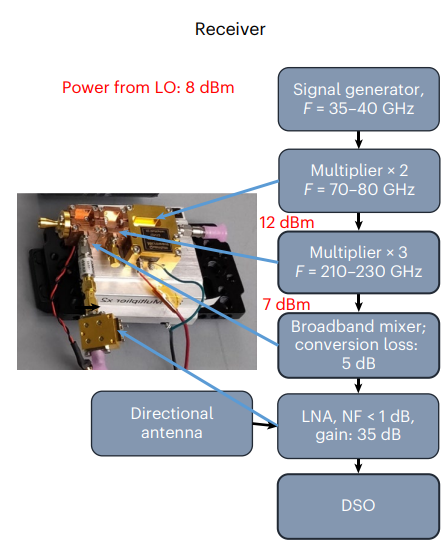 Receiver
Power from LO: 8 dBm
Signal generator,
F = 35–40 GHz
Multiplier × 2
F = 70–80 GHz
12 dBm
Multiplier × 3
F = 210–230 GHz
7 dBm
Broadband mixer;
conversion loss:
5 dB
Directional
antenna
LNA, NF < 1 dB,
gain: 35 dB
DSO
Multiplier X2